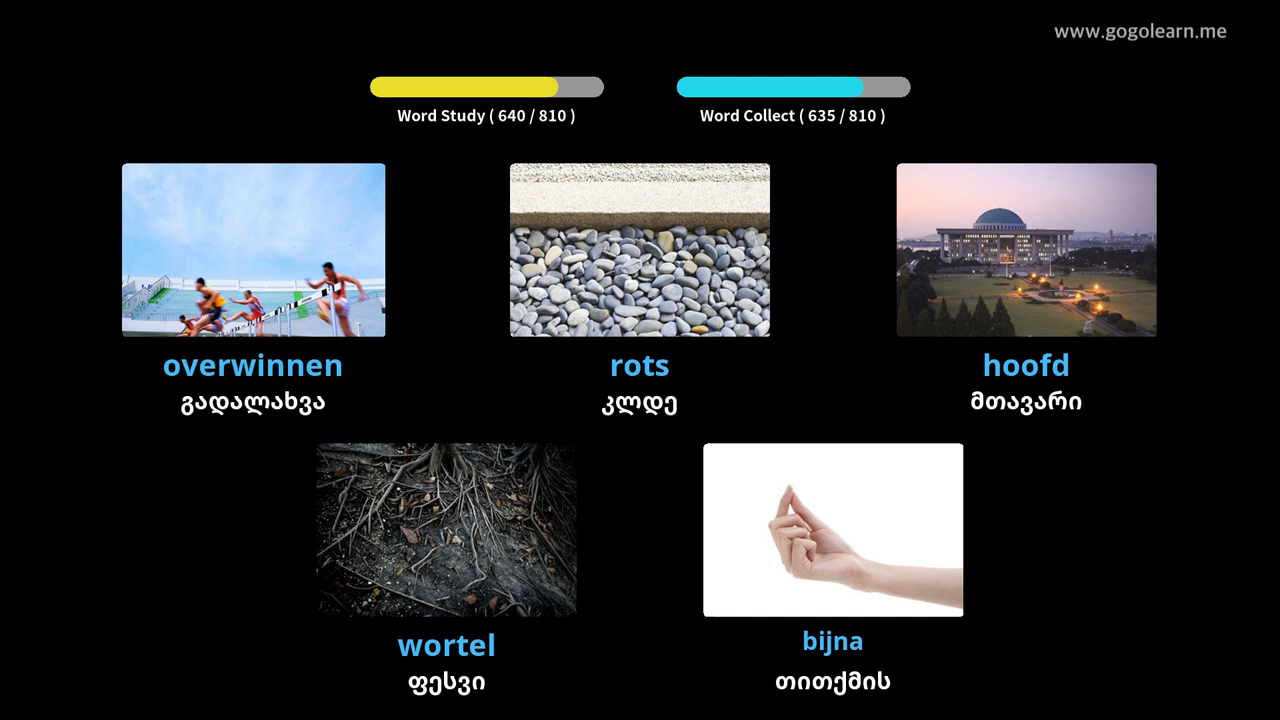 www.gogolearn.me
Word Study ( 640 / 810 )
Word Collect ( 635 / 810 )
overwinnen
გადალახვა
rots
კლდე
hoofd
მთავარი
wortel
ფესვი
bijna
თითქმის